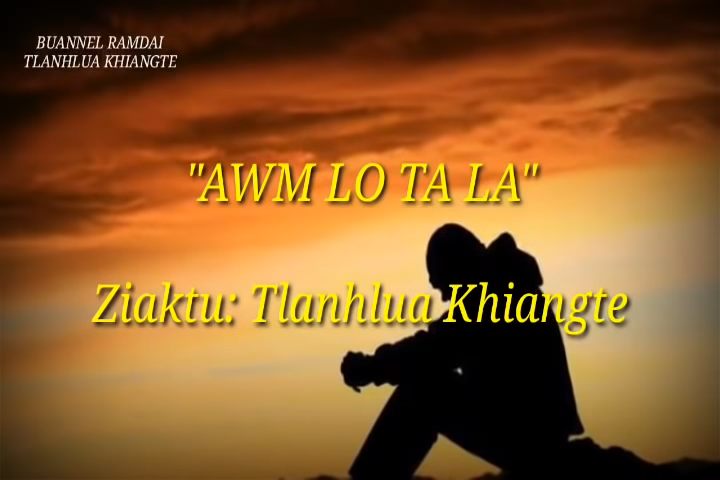 BUANNEL RAMDAI
TLANHLUA KHIANGTE
"AWM LO TA LA"
Ziaktu: Tlanhlua Khiangte